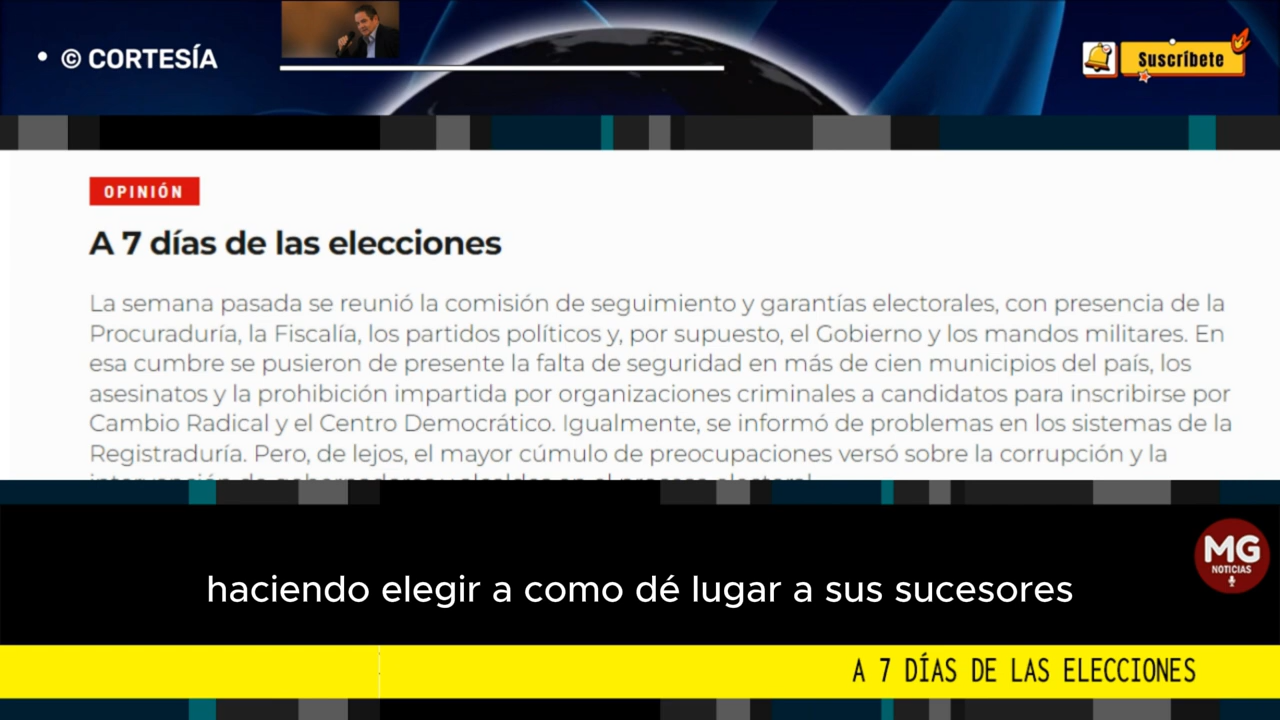 • © CORTESÍA
Suscríbete
OPINIÓN
A 7 días de las elecciones
La semana pasada se reunió la comisión de seguimiento y garantías electorales, con presencia de la
Procuraduría, la Fiscalía, los partidos políticos y, por supuesto, el Gobierno y los mandos militares. En
esa cumbre se pusieron de presente la falta de seguridad en más de cien municipios del país, los
asesinatos y la prohibición impartida por organizaciones criminales a candidatos para inscribirse por
Cambio Radical y el Centro Democrático. Igualmente, se informó de problemas en los sistemas de la
Registraduría. Pero, de lejos, el mayor cúmulo de preocupaciones versó sobre la corrupción y la
MG
NOTICIAS
haciendo elegir a como dé lugar a sus sucesores
A 7 DÍAS DE LAS ELECCIONES